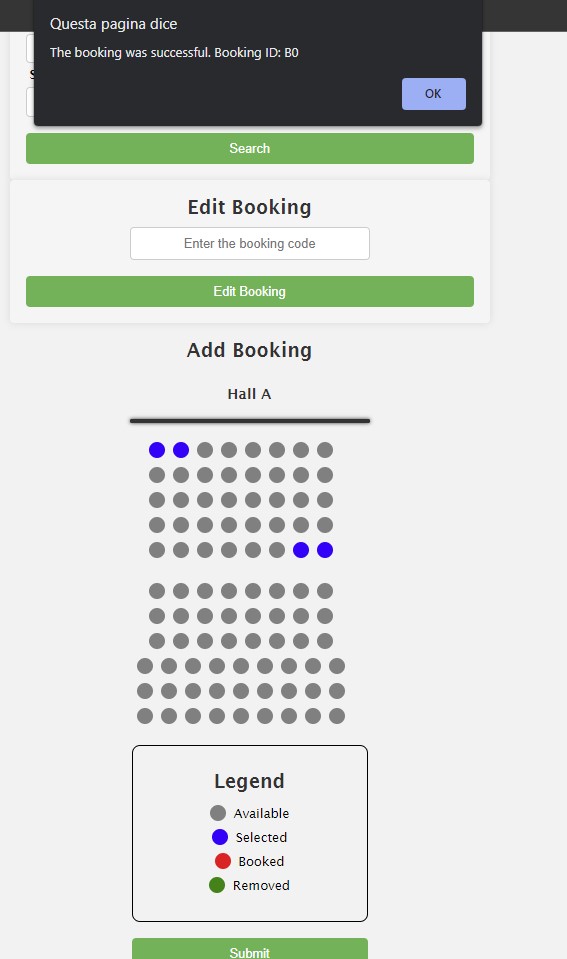 Questa pagina dice
The booking was successful. Booking ID: B0
OK
Search
Edit Booking
Enter the booking code
Edit Booking
Add Booking
Hall A
Legend
Available
Selected
Booked
Removed
Submit